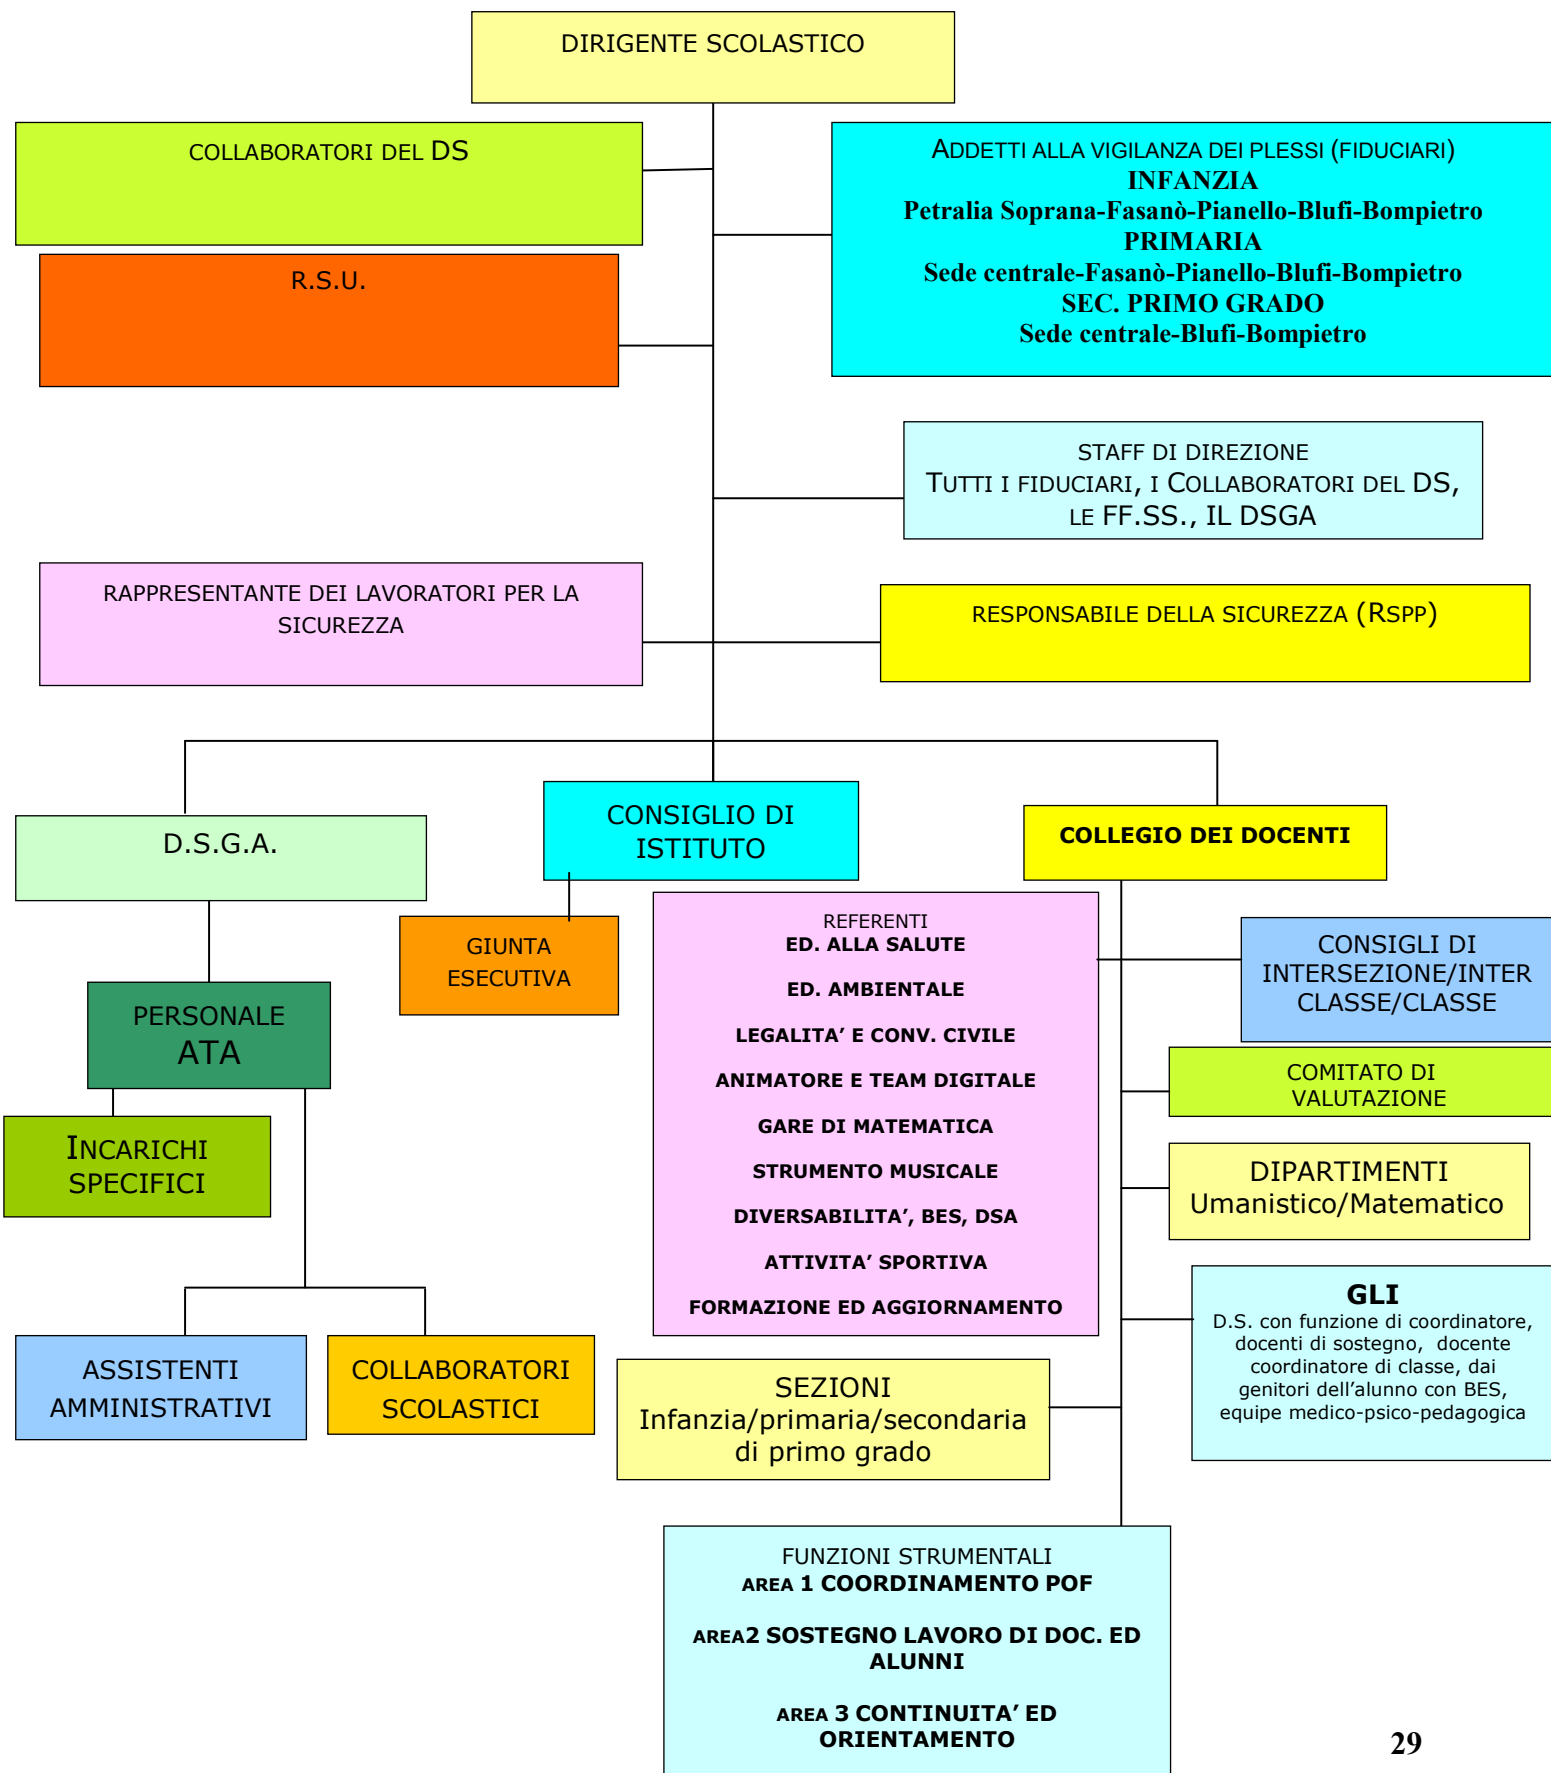 DIRIGENTE SCOLASTICO
COLLABORATORI DEL DS
ADDETTI ALLA VIGILANZA DEI PLESSI (FIDUCIARI)
INFANZIA
Petralia Soprana-Fasanò-Pianello-Blufi-Bompietro
PRIMARIA
Sede centrale-Fasanò-Pianello-Blufi-Bompietro
SEC. PRIMO GRADO
Sede centrale-Blufi-Bompietro
R.S.U.
STAFF DI DIREZIONE
TUTTI I FIDUCIARI, I COLLABORATORI DEL DS,
LE FF.SS., IL DSGA
RAPPRESENTANTE DEI LAVORATORI PER LA
SICUREZZA
RESPONSABILE DELLA SICUREZZA (RSPP)
D.S.G.A.
CONSIGLIO DI
ISTITUTO
COLLEGIO DEI DOCENTI
GIUNTA
ESECUTIVA
PERSONALE
ATA
INCARICHI
SPECIFICI
ASSISTENTI
AMMINISTRATIVI
COLLABORATORI
SCOLASTICI
REFERENTI
ED. ALLA SALUTE
ED. AMBIENTALE
LEGALITA’ E CONV. CIVILE
ANIMATORE E TEAM DIGITALE
GARE DI MATEMATICA
STRUMENTO MUSICALE
DIVERSABILITA’, BES, DSA
ATTIVITA’ SPORTIVA
FORMAZIONE ED AGGIORNAMENTO
CONSIGLI DI
INTERSEZIONE/INTER
CLASSE/CLASSE
COMITATO DI
VALUTAZIONE
DIPARTIMENTI
Umanistico/Matematico
GLI
D.S. con funzione di coordinatore,
docenti di sostegno, docente
coordinatore di classe, dai
genitori dell’alunno con BES,
equipe medico-psico-pedagogica
SEZIONI
Infanzia/primaria/secondaria
di primo grado
FUNZIONI STRUMENTALI
AREA 1 COORDINAMENTO POF
AREA2 SOSTEGNO LAVORO DI DOC. ED
ALUNNI
AREA 3 CONTINUITA’ ED
ORIENTAMENTO
29